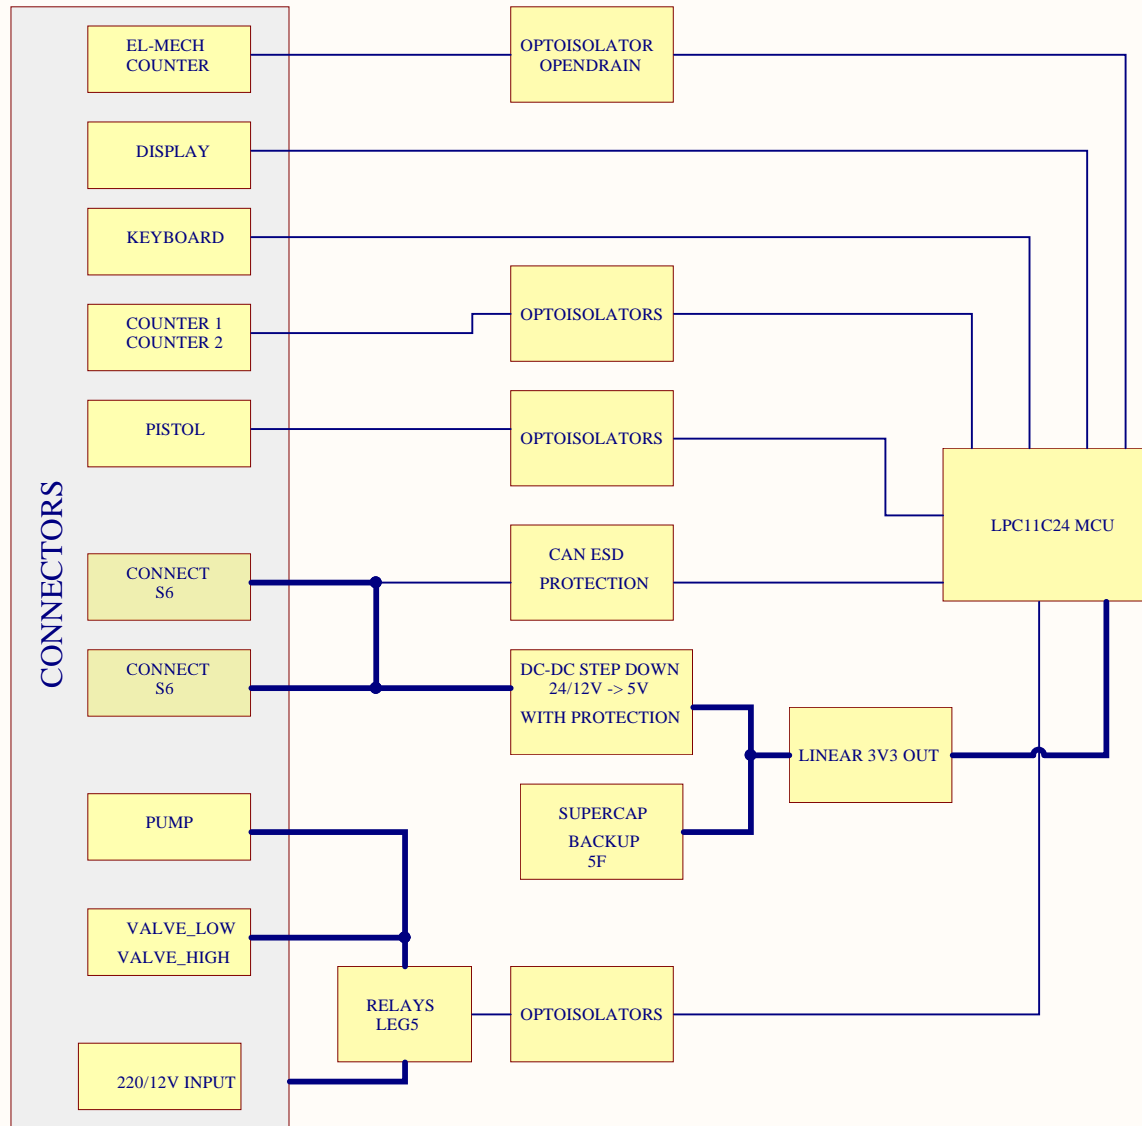 EL-MECH
COUNTER
OPTOISOLATOR
OPENDRAIN
DISPLAY
KEYBOARD
COUNTER 1
COUNTER 2
OPTOISOLATORS
PISTOL
OPTOISOLATORS
LPC11C24 MCU
CONNECTORS
CONNECT
S6
CAN ESD
PROTECTION
CONNECT
S6
DC-DC STEP DOWN
24/12V -> 5V
WITH PROTECTION
LINEAR 3V3 OUT
SUPERCAP
BACKUP
5F
PUMP
VALVE_LOW
VALVE_HIGH
RELAYS
LEG5
OPTOISOLATORS
220/12V INPUT